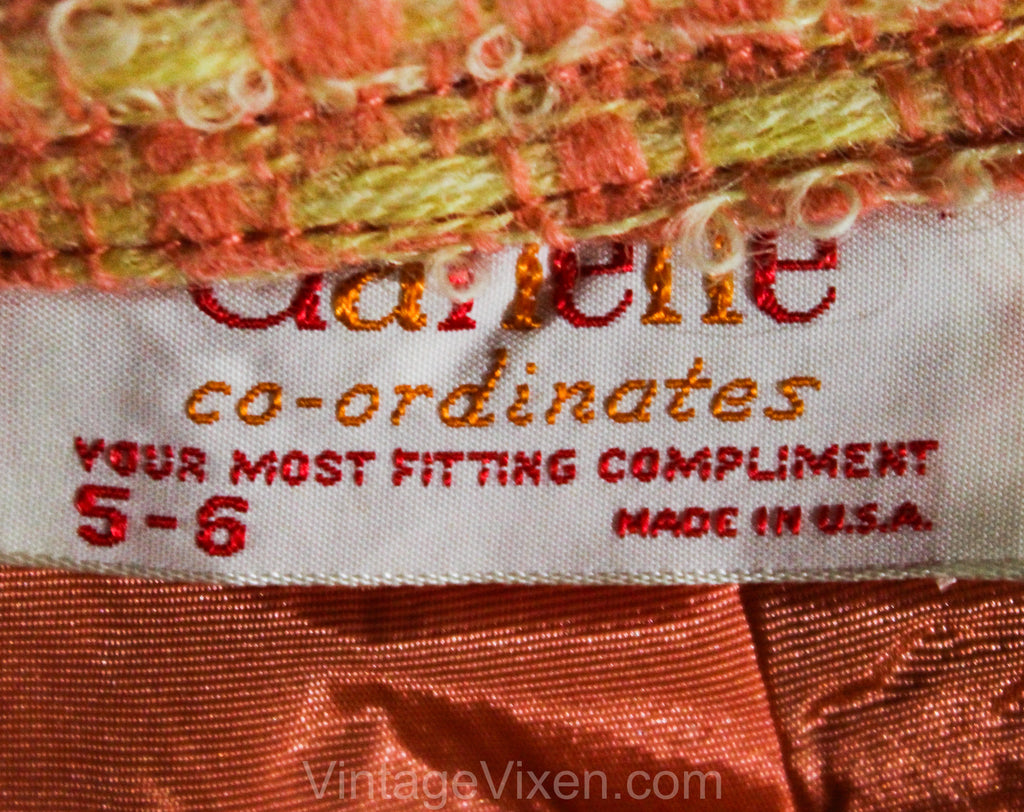 co-ordinates
YOUR MOST FITTING COMPLIMENT
5-6
MADE IN U.S.A.
VintageVixen.com